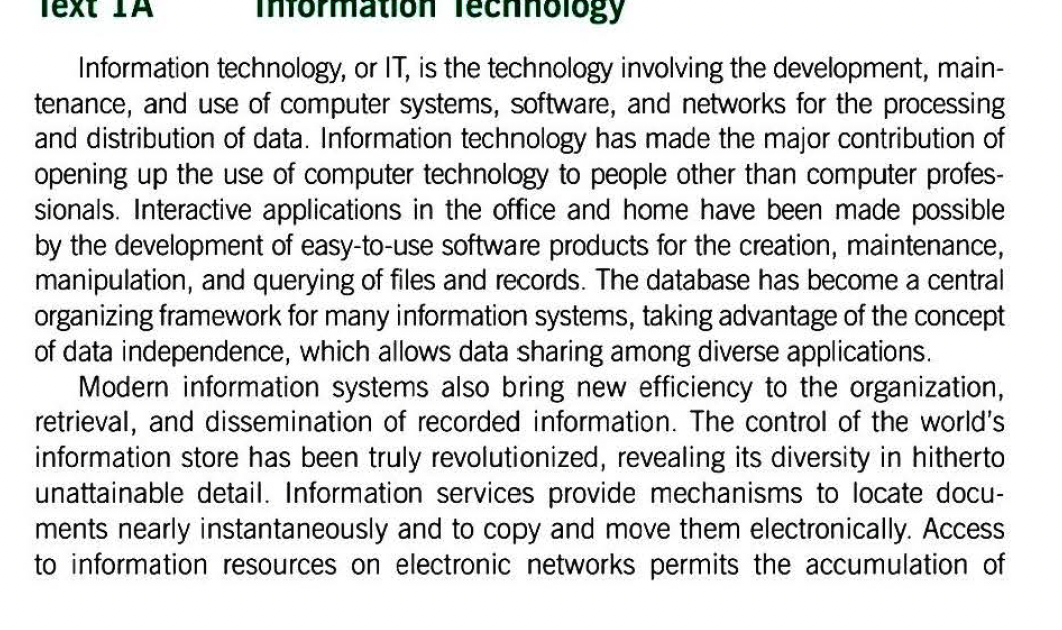 Text 1A Information Technology
Information technology, or IT, is the technology involving the development, main-
tenance, and use of computer systems, software, and networks for the processing
and distribution of data. Information technology has made the major contribution of
opening up the use of computer technology to people other than computer profes-
sionals. Interactive applications in the office and home have been made possible
by the development of easy-to-use software products for the creation, maintenance,
manipulation, and querying of files and records. The database has become a central
organizing framework for many information systems, taking advantage of the concept
of data independence, which allows data sharing among diverse applications.
Modern information systems also bring new efficiency to the organization,
retrieval, and dissemination of recorded information. The control of the world's
information store has been truly revolutionized, revealing its diversity in hitherto
unattainable detail. Information services provide mechanisms to locate docu-
ments nearly instantaneously and to copy and move them electronically. Access
to information resources on electronic networks permits the accumulation of